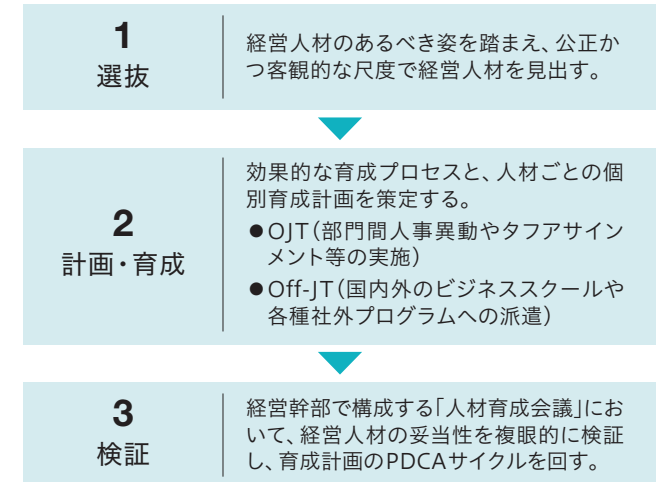 1
選抜
経営人材のあるべき姿を踏まえ、公正か
つ客観的な尺度で経営人材を見出す。
2
計画・育成
効果的な育成プロセスと、人材ごとの個
別育成計画を策定する。
●OJT（部門間人事異動やタフアサイン
メント等の実施）
●Off-JT（国内外のビジネススクールや
各種社外プログラムへの派遣）
3
検証
経営幹部で構成する「人材育成会議」にお
いて、経営人材の妥当性を複眼的に検証
し、育成計画のPDCAサイクルを回す。